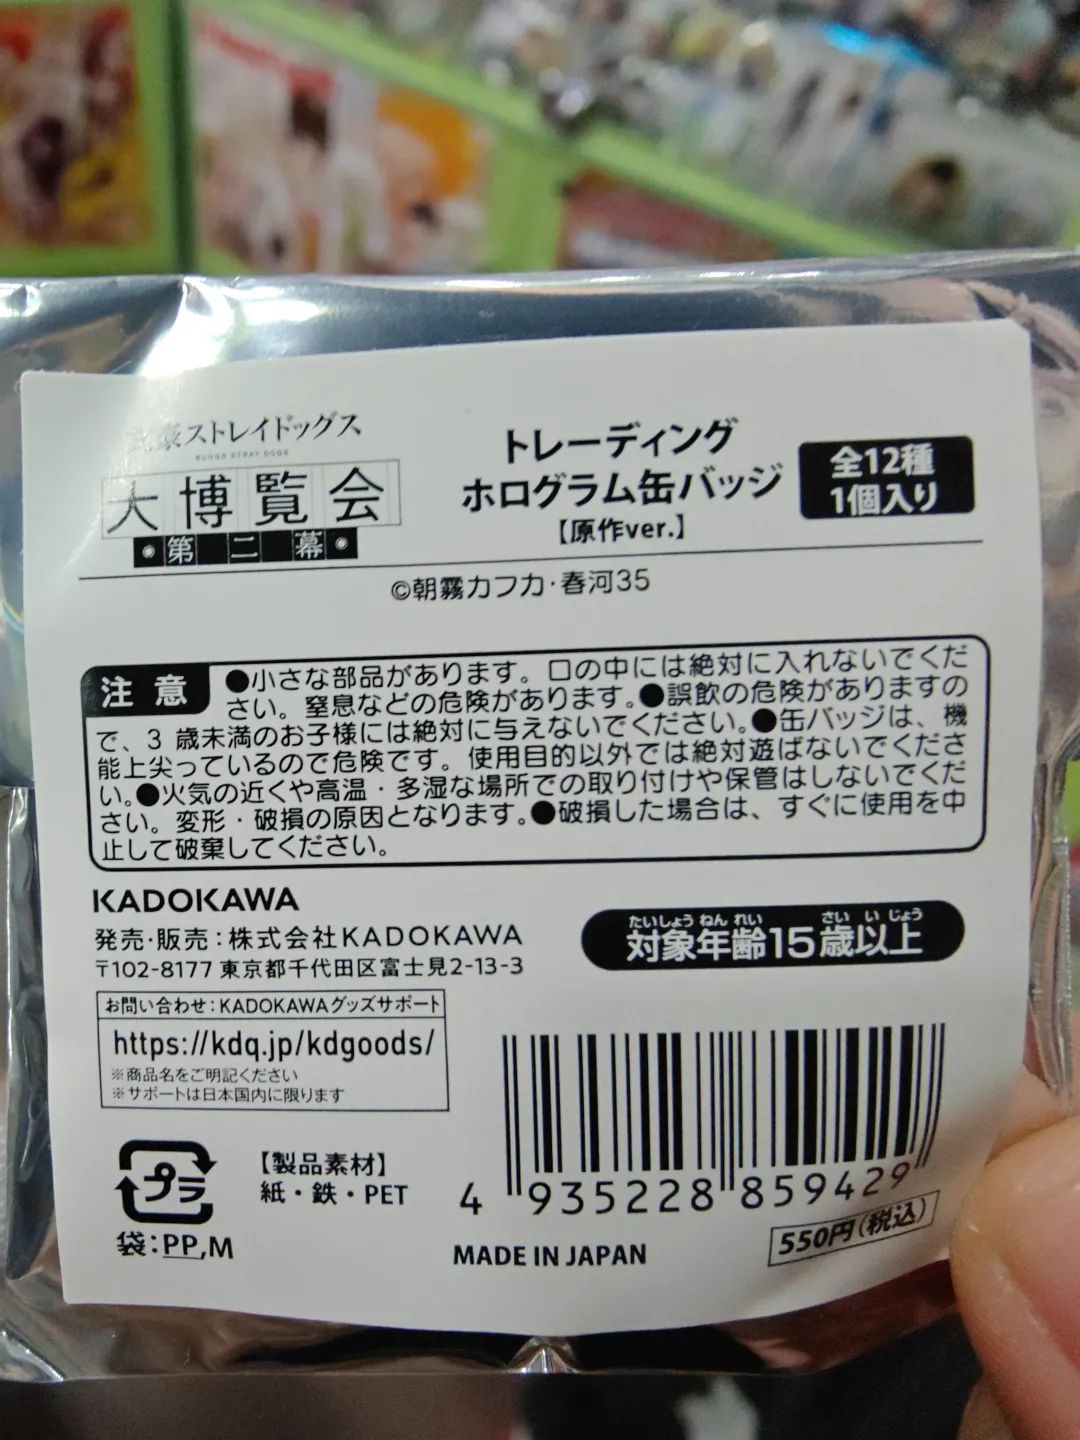 文豪ストレイドッグス
BUNGO STRAY DOGS
大博覧会
第二幕
トレーディング
ホログラム缶バッジ
【原作ver.】
全12種
1個入り
©朝霧カフカ・春河35
注意
●小さな部品があります。口の中には絶対に入れないでくだ
さい。窒息などの危険があります。●誤飲の危険がありますの
で、3歳未満のお子様には絶対に与えないでください。●缶バッジは、機
能上尖っているので危険です。使用目的以外では絶対遊ばないでくださ
い。●火気の近くや高温・多湿な場所での取り付けや保管はしないでくだ
さい。変形・破損の原因となります。●破損した場合は、すぐに使用を中
止して破棄してください。
KADOKAWA
発売・販売：株式会社KADOKAWA
〒102-8177 東京都千代田区富士見2-13-3
たいしょう ねん れい さい い じょう
対象年齢15歳以上
お問い合わせ：KADOKAWAグッズサポート
https://kdq.jp/kdgoods/
※商品名をご明記ください
※サポートは日本国内に限ります
プラ
袋：PP,M
【製品素材】
紙・鉄・PET
4 935228 859429
MADE IN JAPAN
550円(税込)